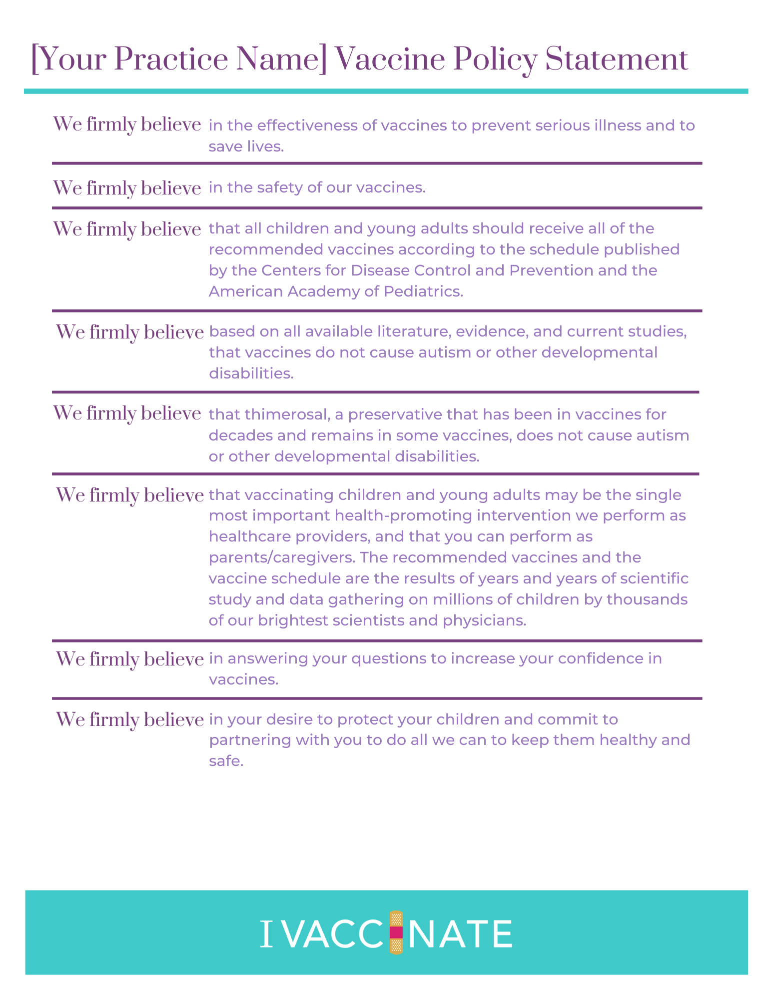 [Your Practice Name] Vaccine Policy Statement
We firmly believe in the effectiveness of vaccines to prevent serious illness and to
save lives.
We firmly believe in the safety of our vaccines.
We firmly believe that all children and young adults should receive all of the
recommended vaccines according to the schedule published
by the Centers for Disease Control and Prevention and the
American Academy of Pediatrics.
We firmly believe based on all available literature, evidence, and current studies,
that vaccines do not cause autism or other developmental
disabilities.
We firmly believe that thimerosal, a preservative that has been in vaccines for
decades and remains in some vaccines, does not cause autism
or other developmental disabilities.
We firmly believe that vaccinating children and young adults may be the single
most important health-promoting intervention we perform as
healthcare providers, and that you can perform as
parents/caregivers. The recommended vaccines and the
vaccine schedule are the results of years and years of scientific
study and data gathering on millions of children by thousands
of our brightest scientists and physicians.
We firmly believe in answering your questions to increase your confidence in
vaccines.
We firmly believe in your desire to protect your children and commit to
partnering with you to do all we can to keep them healthy and
safe.
I VACCINATE